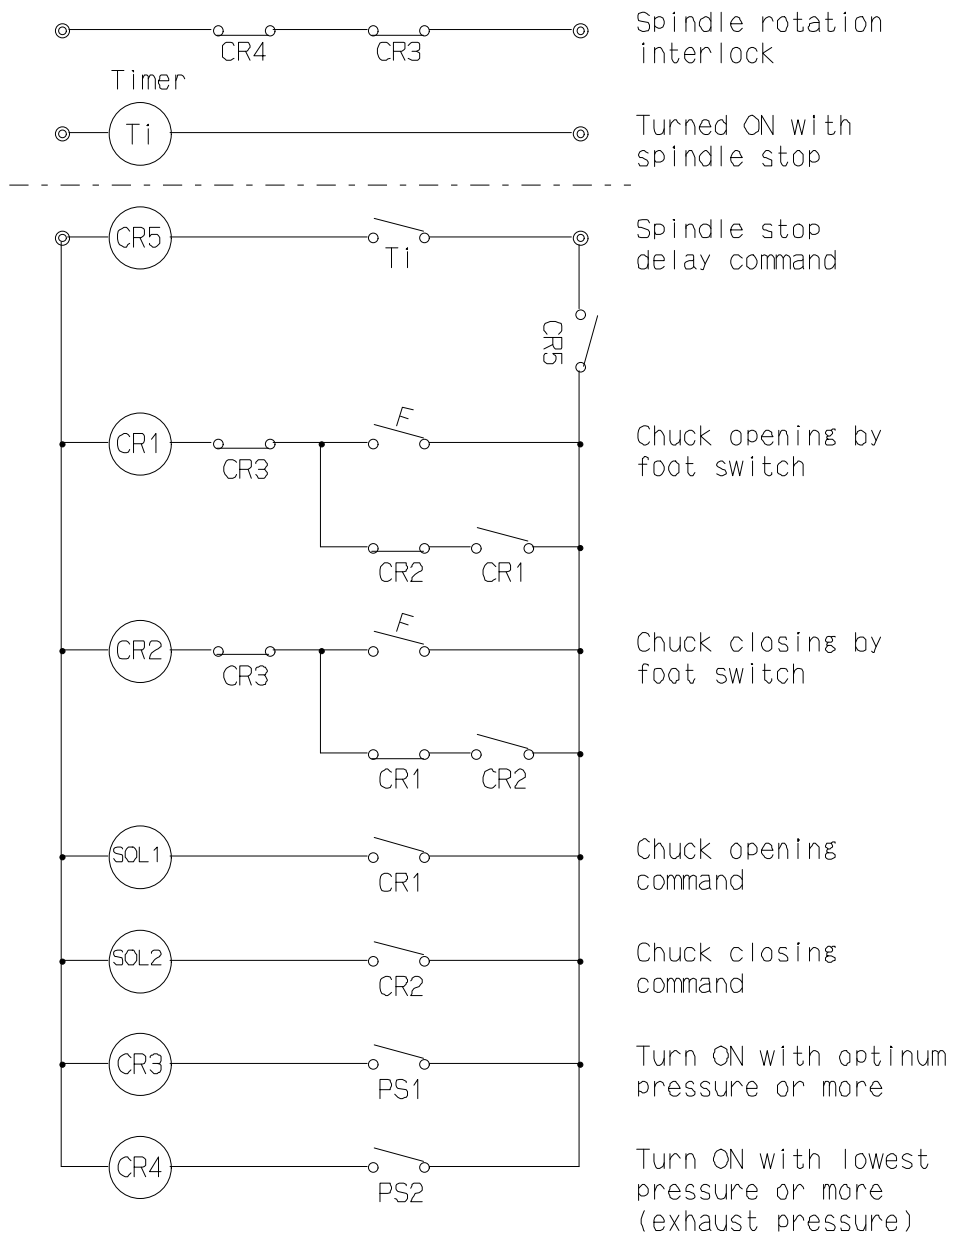 Spindle rotation
interlock
CR4 CR3
Timer
Ti
Turned ON with
spindle stop
CR5
Ti
Spindle stop
delay command
CR5
F
CR1
CR3
Chuck opening by
foot switch
CR2 CR1
F
CR2
CR3
Chuck closing by
foot switch
CR1 CR2
SOL1
CR1
Chuck opening
command
SOL2
CR2
Chuck closing
command
CR3
PS1
Turn ON with optinum
pressure or more
CR4
PS2
Turn ON with lowest
pressure or more
(exhaust pressure)